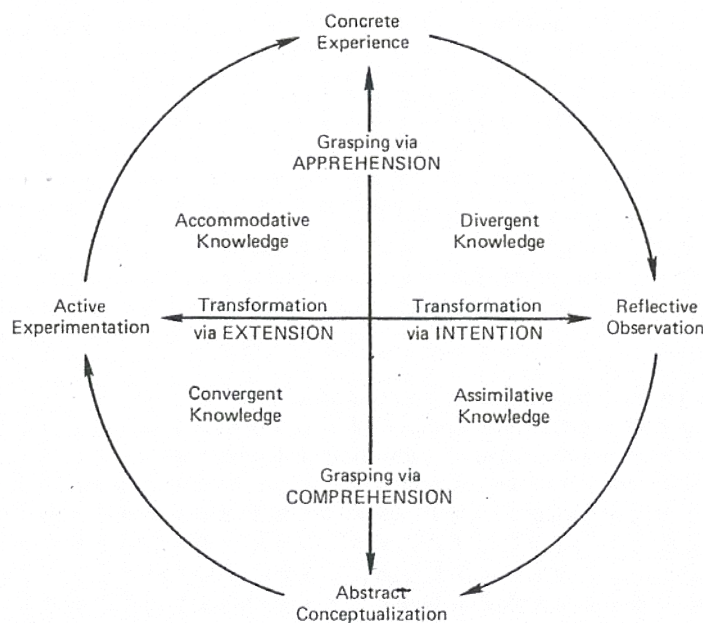 Concrete
Experience
Grasping via
APPREHENSION
Accommodative
Knowledge
Divergent
Knowledge
Active
Experimentation
Transformation
via EXTENSION
Transformation
via INTENTION
Reflective
Observation
Convergent
Knowledge
Assimilative
Knowledge
Grasping via
COMPREHENSION
Abstract
Conceptualization